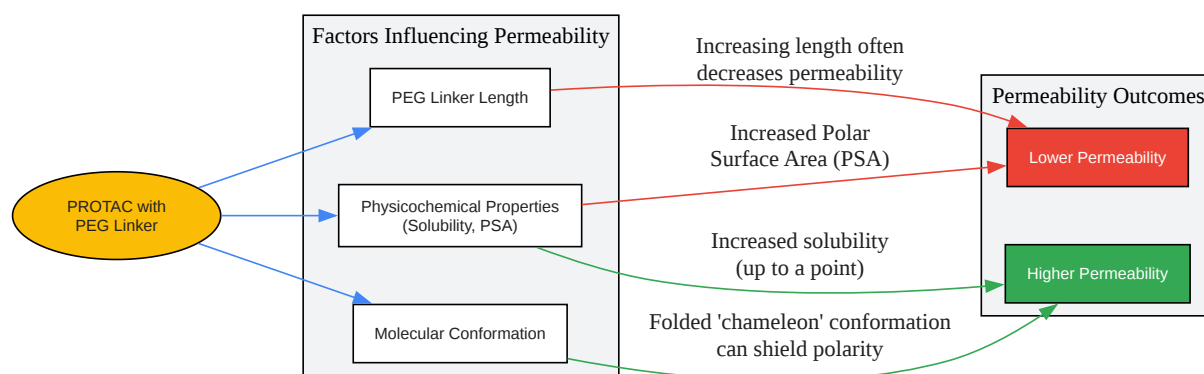 Factors Influencing Permeability
PEG Linker Length
Physicochemical Properties
(Solubility, PSA)
Molecular Conformation
PROTAC with
PEG Linker
Increasing length often
decreases permeability
Increased Polar
Surface Area (PSA)
Increased solubility
(up to a point)
Folded 'chameleon' conformation
can shield polarity
Permeability Outcomes
Lower Permeability
Higher Permeability